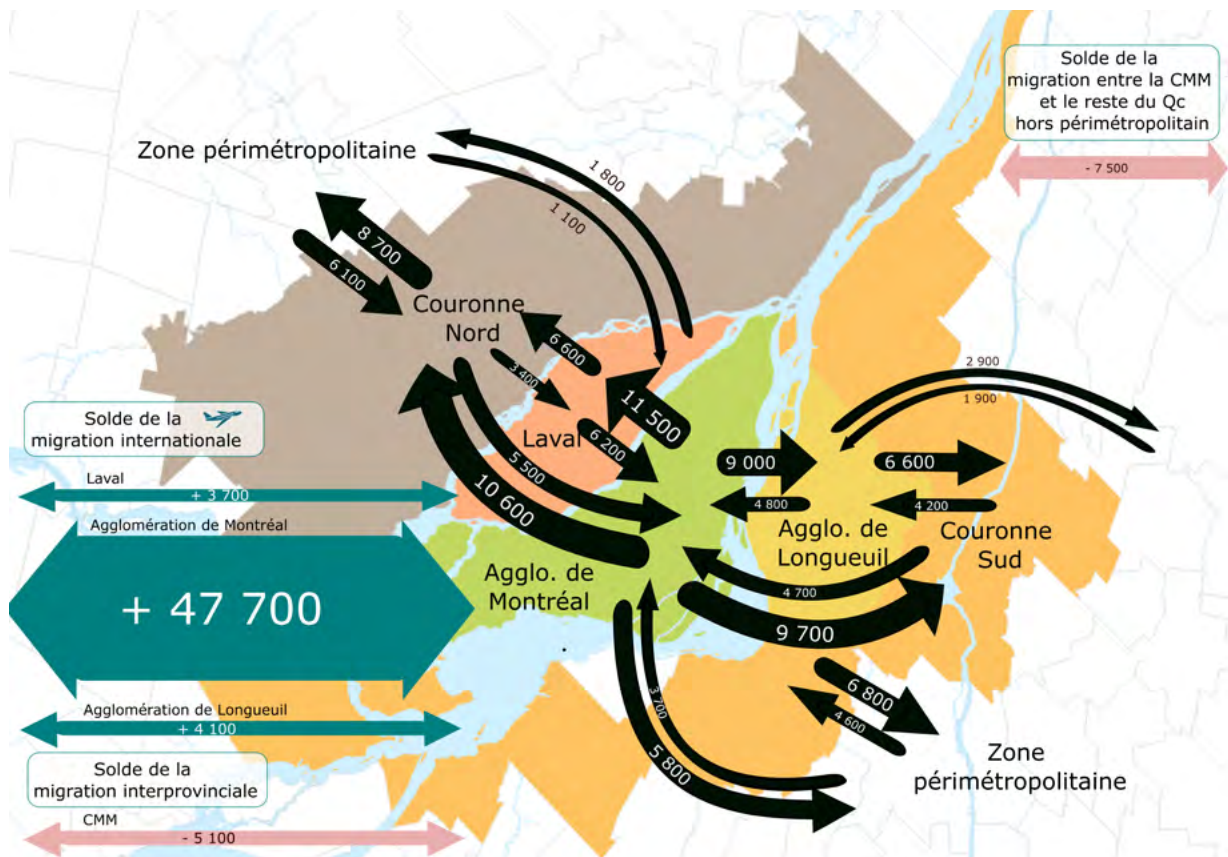 Solde de la
migration entre la CMM
et le reste du Qc
hors périmétropolitain
- 7 500
Zone périmétropolitaine
1 800
1 100
8 700
6 100
Couronne
Nord
6 600
3 400
11 500
Laval
6 200
5 500
10 600
2 900
1 900
9 000
6 600
4 800
4 200
Agglo. de
Longueuil
Couronne
Sud
Agglo. de
Montréal
4 700
9 700
3 700
5 800
6 800
4 600
Zone
périmétropolitaine
Solde de la
migration internationale
Laval
+ 3 700
Agglomération de Montréal
+ 47 700
Agglomération de Longueuil
+ 4 100
Solde de la
migration interprovinciale
CMM
- 5 100